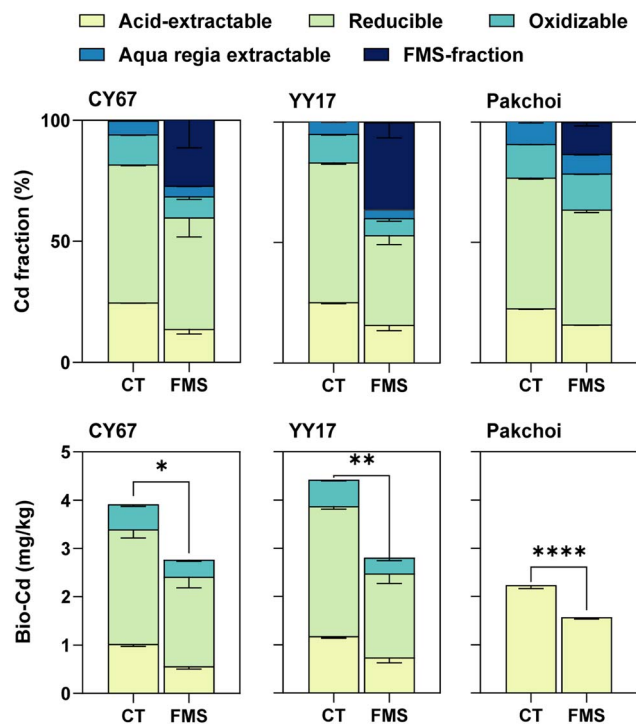 Acid-extractable Reducible Oxidizable
Aqua regia extractable FMS-fraction
CY67 YY17 Pakchoi
Cd fraction (%)
100
50
0
CT FMS CT FMS CT FMS
CY67 YY17 Pakchoi
Bio-Cd (mg/kg)
5
4
3
2
1
0
* ** ****
CT FMS CT FMS CT FMS